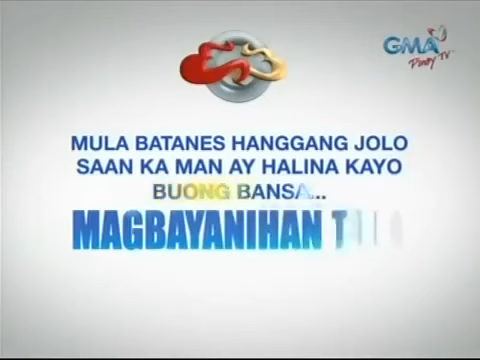 GMA
Pinoy TV
MULA BATANES HANGGANG JOLO
SAAN KA MAN AY HALINA KAYO
BUONG BANSA...
MAGBAYANIHAN T